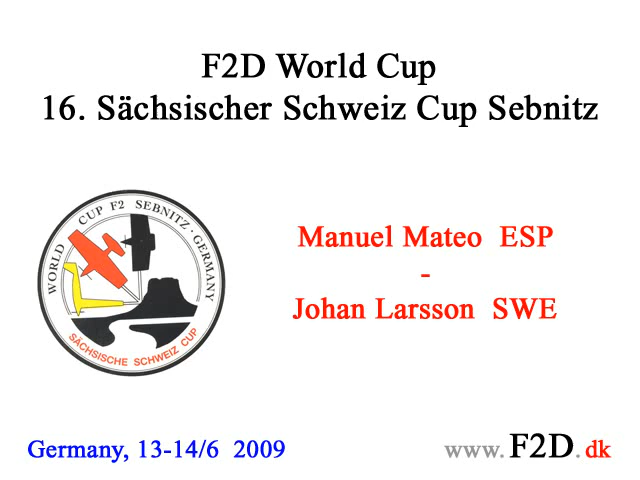 F2D World Cup
16. Sächsischer Schweiz Cup Sebnitz
WORLD CUP F2 SEBNITZ · GERMANY
SÄCHSISCHE SCHWEIZ CUP
Manuel Mateo ESP
-
Johan Larsson SWE
Germany, 13-14/6 2009
www.F2D.dk